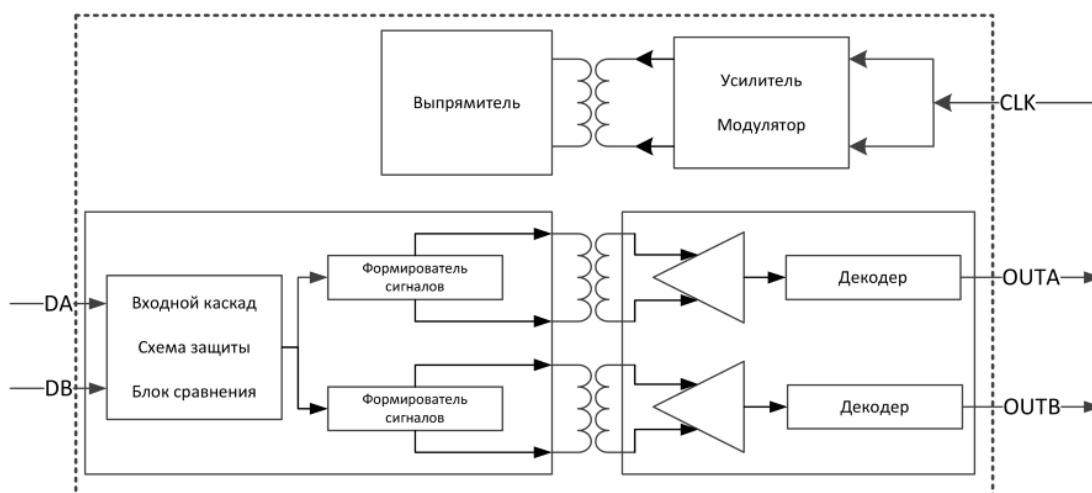 Выпрямитель
Усилитель
Модулятор
CLK
DA
DB
Входной каскад
Схема защиты
Блок сравнения
Формирователь
сигналов
Декодер
OUTA
Формирователь
сигналов
Декодер
OUTB